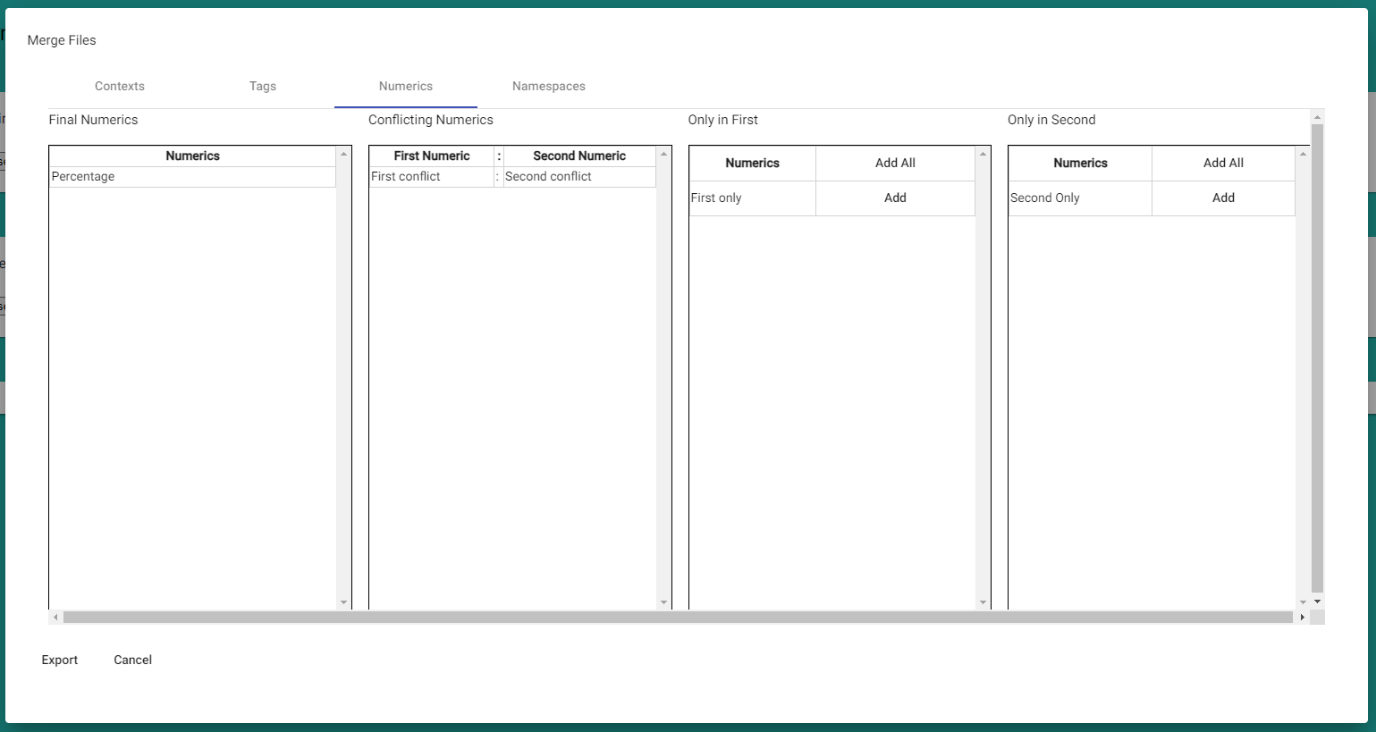 Merge Files
Contexts Tags Numerics Namespaces
Final Numerics Conflicting Numerics Only in First Only in Second
Numerics First Numeric : Second Numeric Numerics Add All Numerics Add All
Percentage First conflict : Second conflict First only Add Second Only Add
Export Cancel